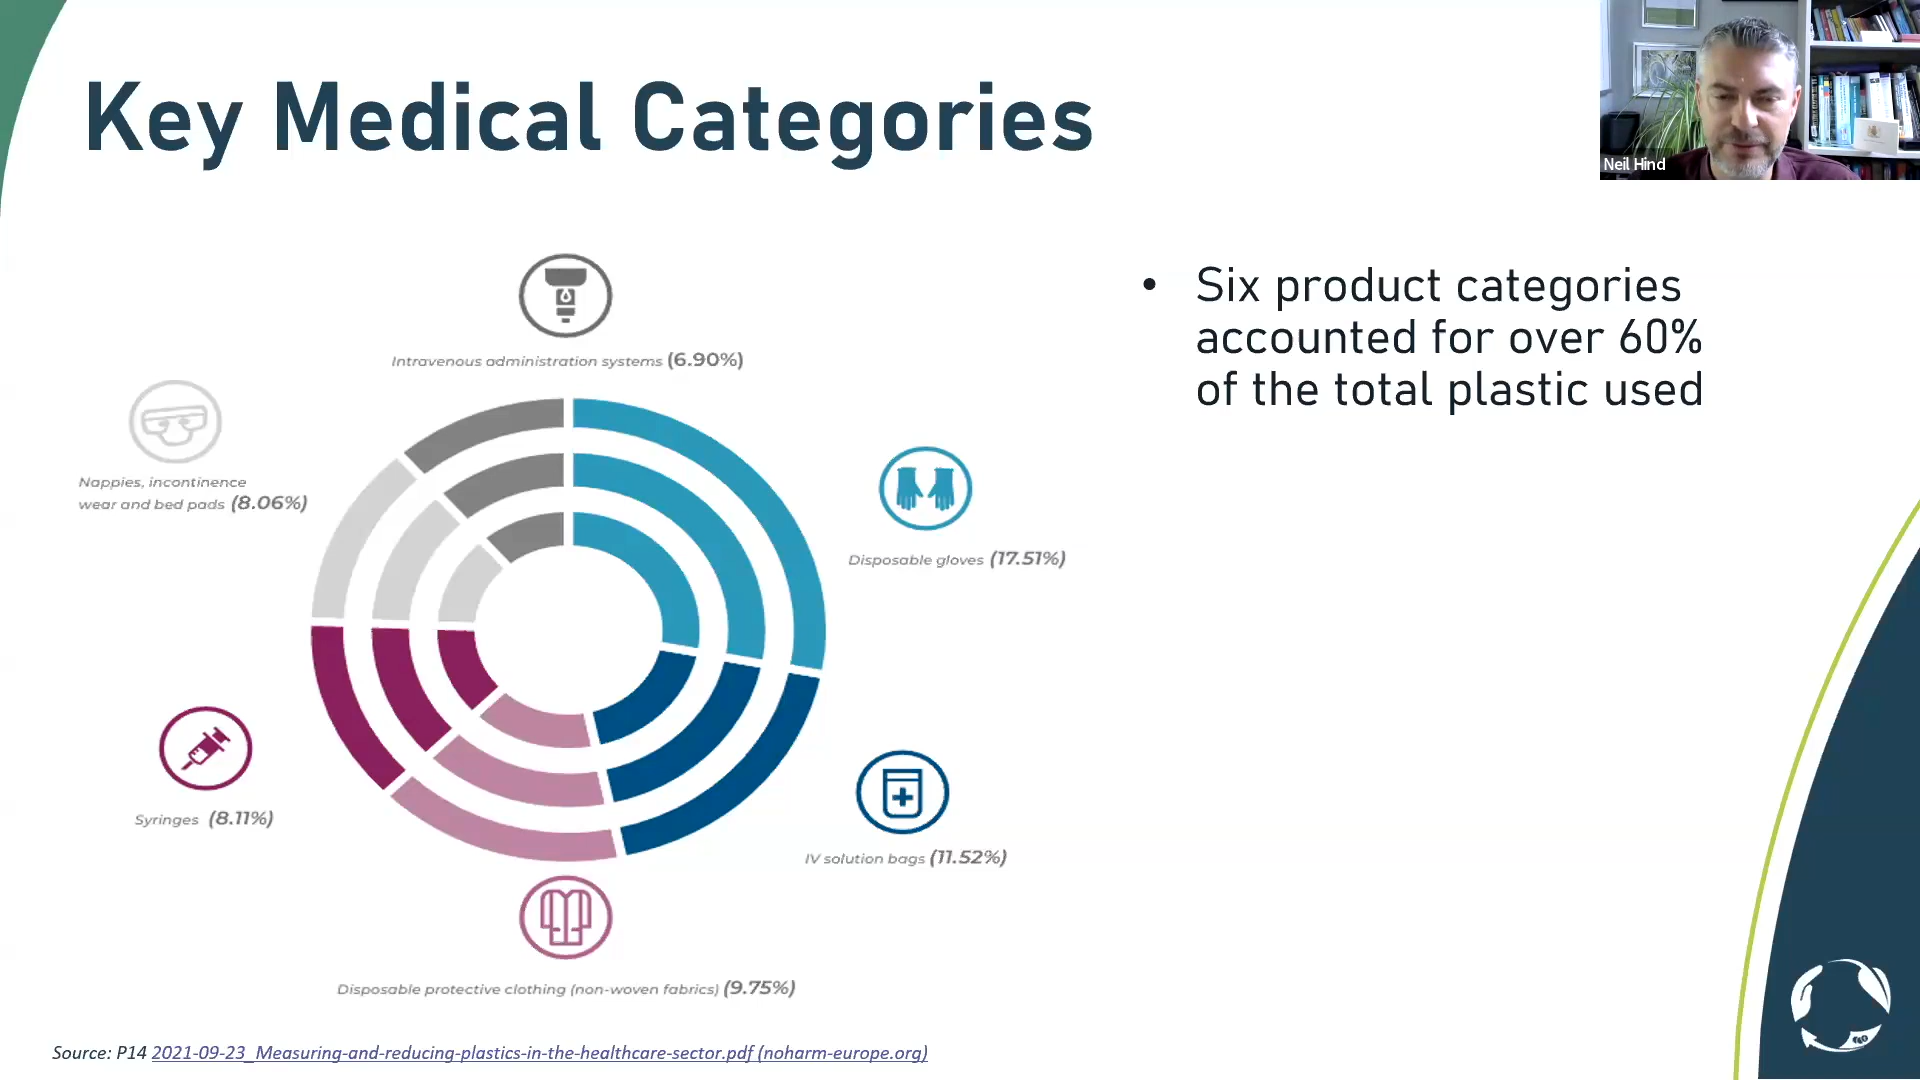 Key Medical Categories
Neil Hind
Intravenous administration systems (6.90%)
Nappies, incontinence
wear and bed pads (8.06%)
Disposable gloves (17.51%)
Syringes (8.11%)
IV solution bags (11.52%)
Disposable protective clothing (non-woven fabrics) (9.75%)
• Six product categories
accounted for over 60%
of the total plastic used
Source: P14 2021-09-23_Measuring-and-reducing-plastics-in-the-healthcare-sector.pdf (noharm-europe.org)